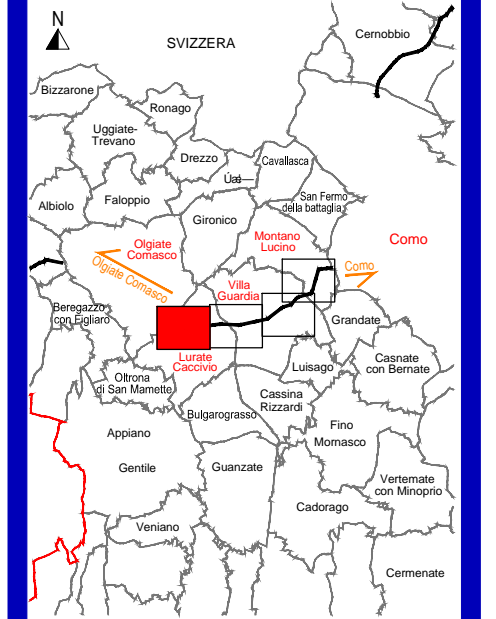 N
SVIZZERA
Cernobbio
Bizzarone
Ronago
Uggiate-
Trevano
Drezzo
Cavallasca
Albiolo
Faloppio
San Fermo
della battaglia
Gironico
Olgiate
Comasco
Montano
Lucino
Como
Olgiate Comasco
Como
Villa
Guardia
Beregazzo
con Figliaro
Grandate
Lurate
Caccivio
Luisago
Casnate
con Bernate
Oltrona
di San Mamette
Cassina
Rizzardi
Bulgarograsso
Appiano
Gentile
Fino
Mornasco
Guanzate
Vertemate
con Minoprio
Cadorago
Veniano
Cermenate